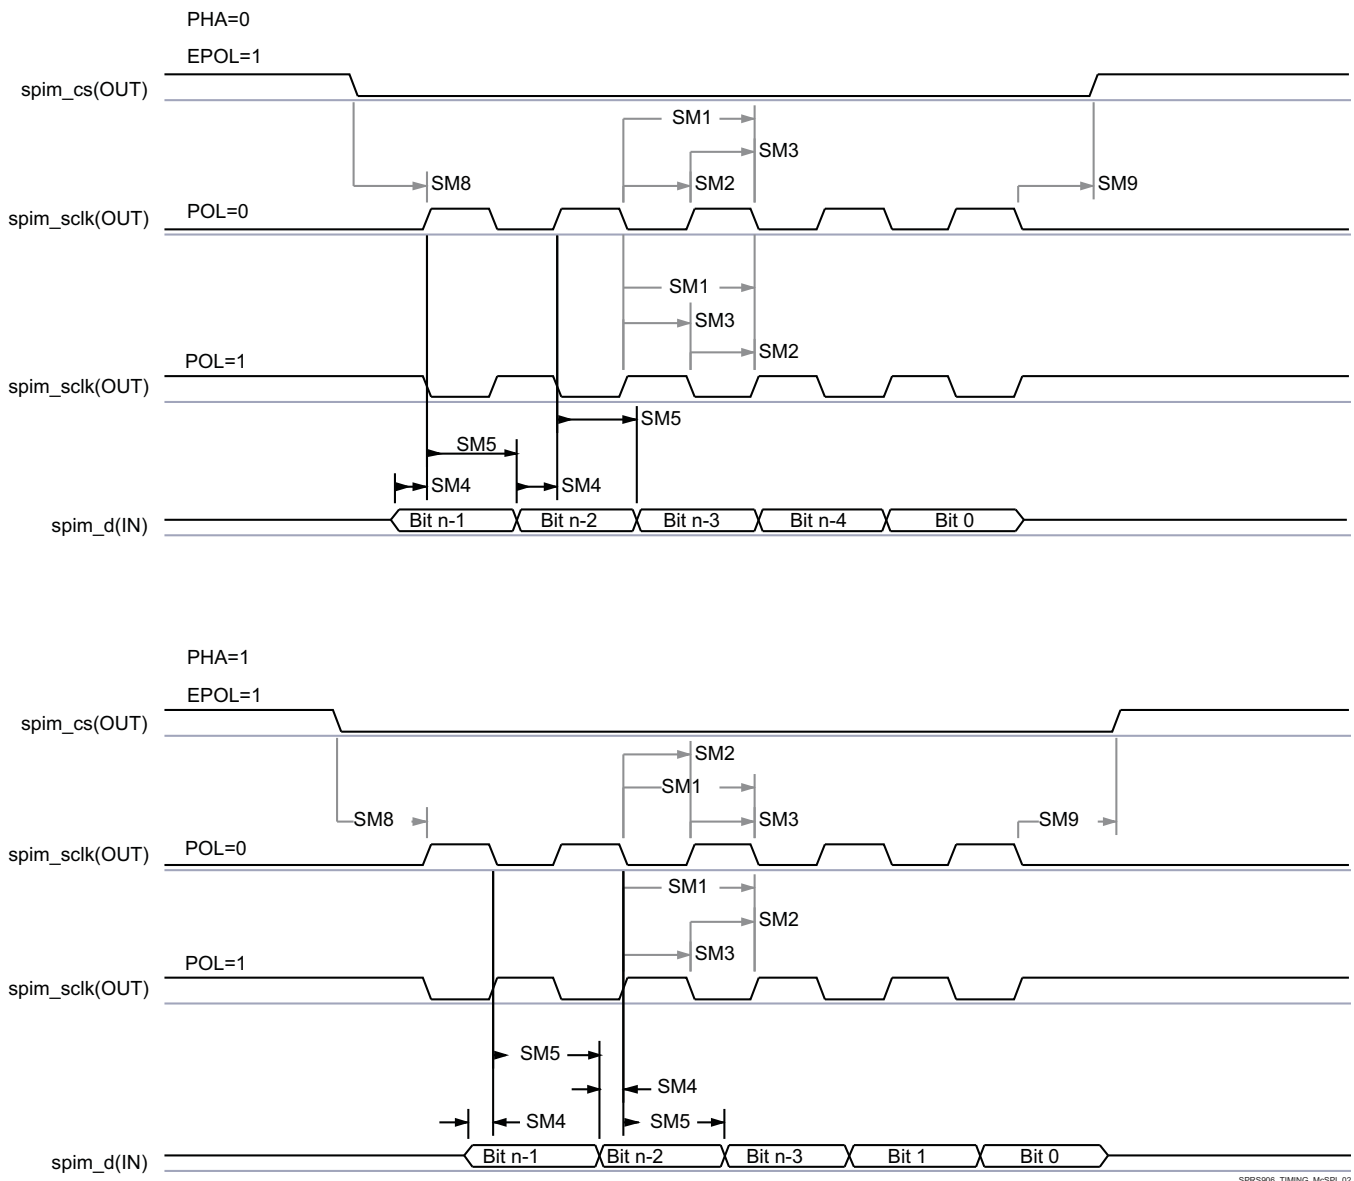 PHA=0
EPOL=1
spim_cs(OUT)
SM1
SM3
SM8
SM2
SM9
POL=0
spim_sclk(OUT)
SM1
SM3
SM2
POL=1
spim_sclk(OUT)
SM5
SM5
SM4
SM4
spim_d(IN)
Bit n-1
Bit n-2
Bit n-3
Bit n-4
Bit 0
PHA=1
EPOL=1
spim_cs(OUT)
SM2
SM1
SM8
SM3
SM9
POL=0
spim_sclk(OUT)
SM1
SM2
SM3
POL=1
spim_sclk(OUT)
SM5
SM4
SM4
SM5
spim_d(IN)
Bit n-1
Bit n-2
Bit n-3
Bit 1
Bit 0
SPRS906_TIMING_McSPI_02